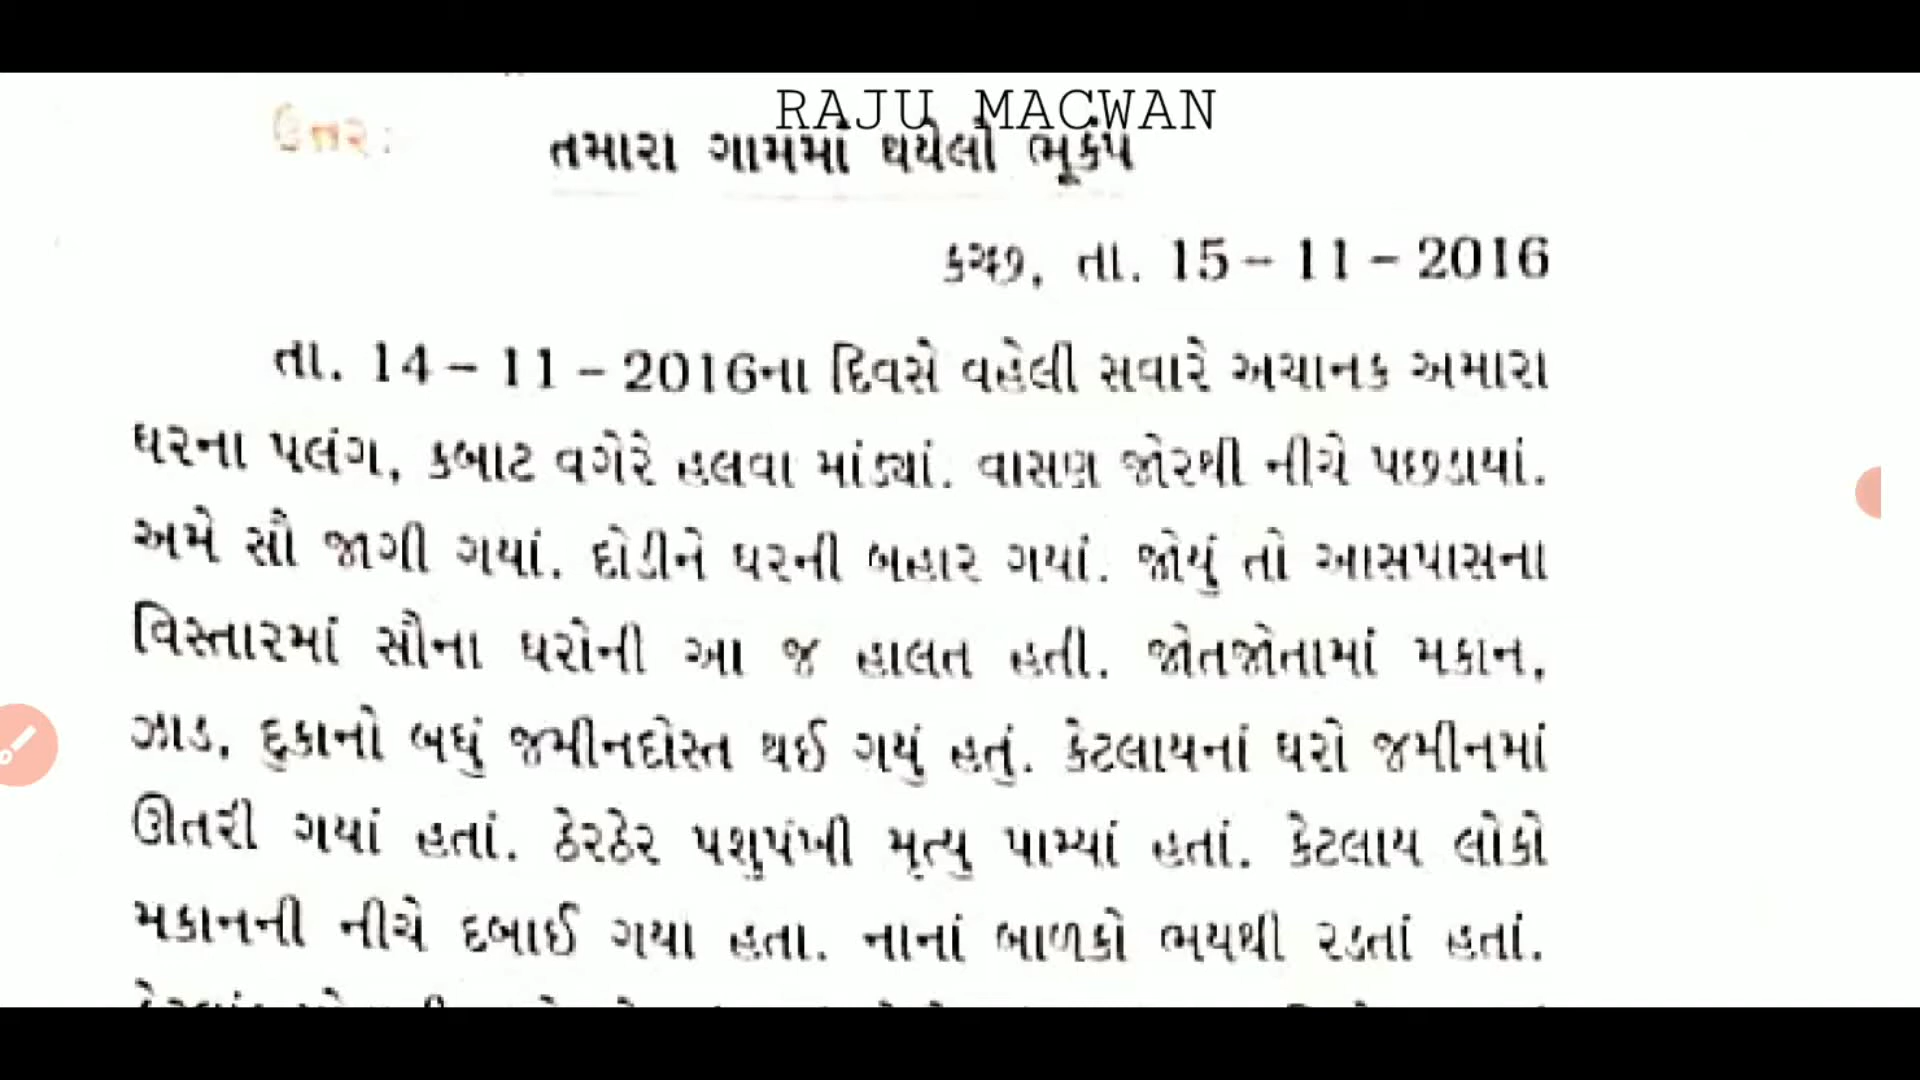 RAJU MACWAN
ઉત્તર:
તમારા ગામમાં થયેલો ભૂકંપ
કચ્છ, તા. 15 – 11 – 2016
તા. 14 – 11 – 2016ના દિવસે વહેલી સવારે અચાનક અમારા
ઘરના પલંગ, કબાટ વગેરે હલવા માંડ્યાં. વાસણ જોરથી નીચે પછડાયાં.
અમે સૌ જાગી ગયાં. દોડીને ઘરની બહાર ગયાં. જોયું તો આસપાસના
વિસ્તારમાં સૌના ઘરોની આ જ હાલત હતી. જોતજોતામાં મકાન,
ઝાડ, દુકાનો બધું જમીનદોસ્ત થઈ ગયું હતું. કેટલાયનાં ઘરો જમીનમાં
ઊતરી ગયાં હતાં. ઠેરઠેર પશુપંખી મૃત્યુ પામ્યાં હતાં. કેટલાય લોકો
મકાનની નીચે દબાઈ ગયા હતા. નાનાં બાળકો ભયથી રડતાં હતાં.